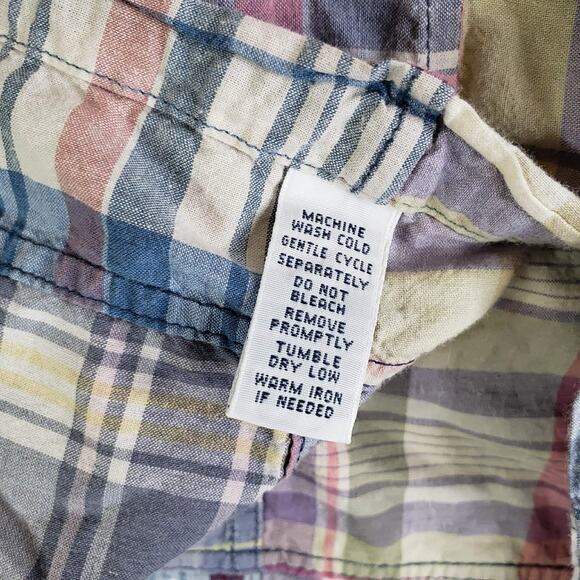 MACHINE
WASH COLD
GENTLE CYCLE
SEPARATELY
DO NOT
BLEACH
REMOVE
PROMPTLY
TUMBLE
DRY LOW
WARM IRON
IF NEEDED